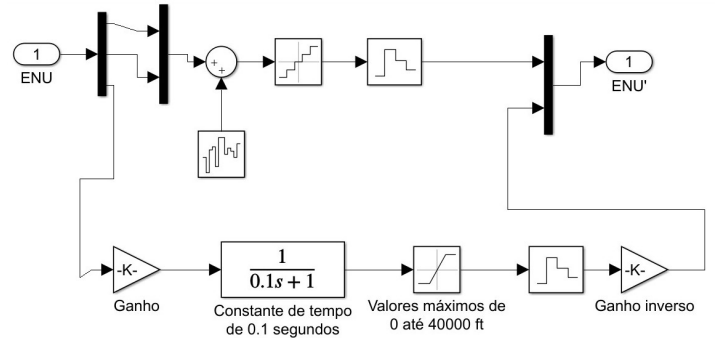 1
ENU
+
+
1
ENU'
-K-
Ganho
1
0.1s + 1
Constante de tempo
de 0.1 segundos
Valores máximos de
0 até 40000 ft
-K-
Ganho inverso